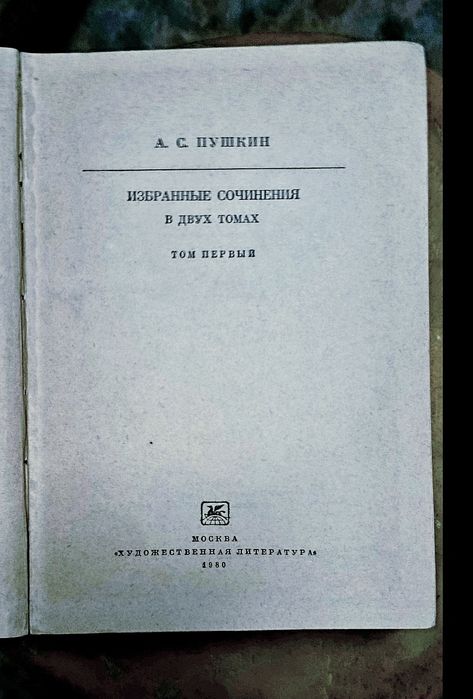 А. С. ПУШКИН
ИЗБРАННЫЕ СОЧИНЕНИЯ
В ДВУХ ТОМАХ
ТОМ ПЕРВЫЙ
МОСКВА
«ХУДОЖЕСТВЕННАЯ ЛИТЕРАТУРА»
1980